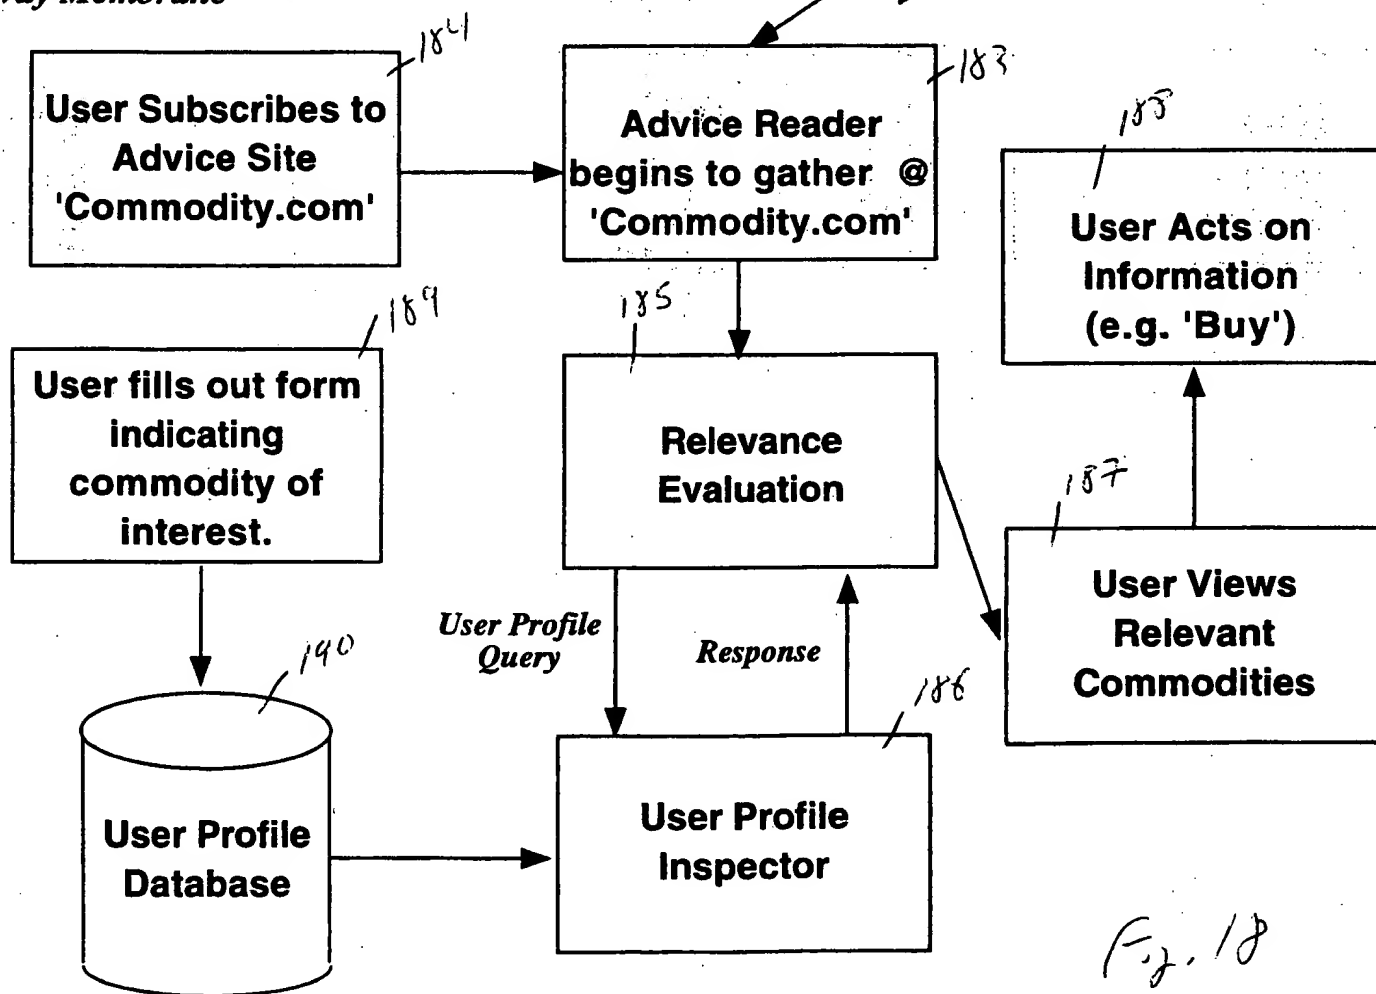 184
User Subscribes to
Advice Site
'Commodity.com'
183
Advice Reader
begins to gather @
'Commodity.com'
188
User Acts on
Information
(e.g. 'Buy')
189
User fills out form
indicating
commodity of
interest.
185
Relevance
Evaluation
187
User Views
Relevant
Commodities
User Profile
Query
Response
190
User Profile
Database
186
User Profile
Inspector
Fig. 18